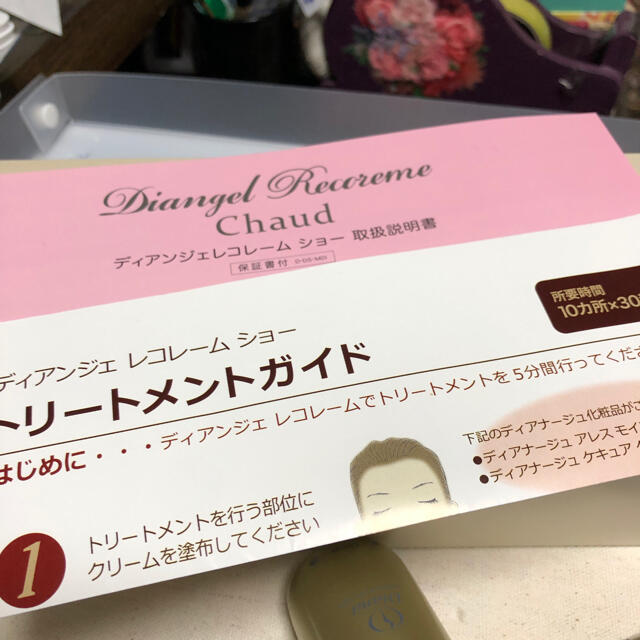 Diangel Recoreme
Chaud
ディアンジェレコレーム ショー 取扱説明書
保証書付 D-DS-MDI
所要時間
10カ所×30
ディアンジェ レコレーム ショー
トリートメントガイド
はじめに・・・ディアンジェ レコレームでトリートメントを5分間行ってくださ
下記のディアナージュ化粧品がご
●ディアナージュ アレス モイ
●ディアナージュ ケキュア
1
トリートメントを行う部位に
クリームを塗布してください